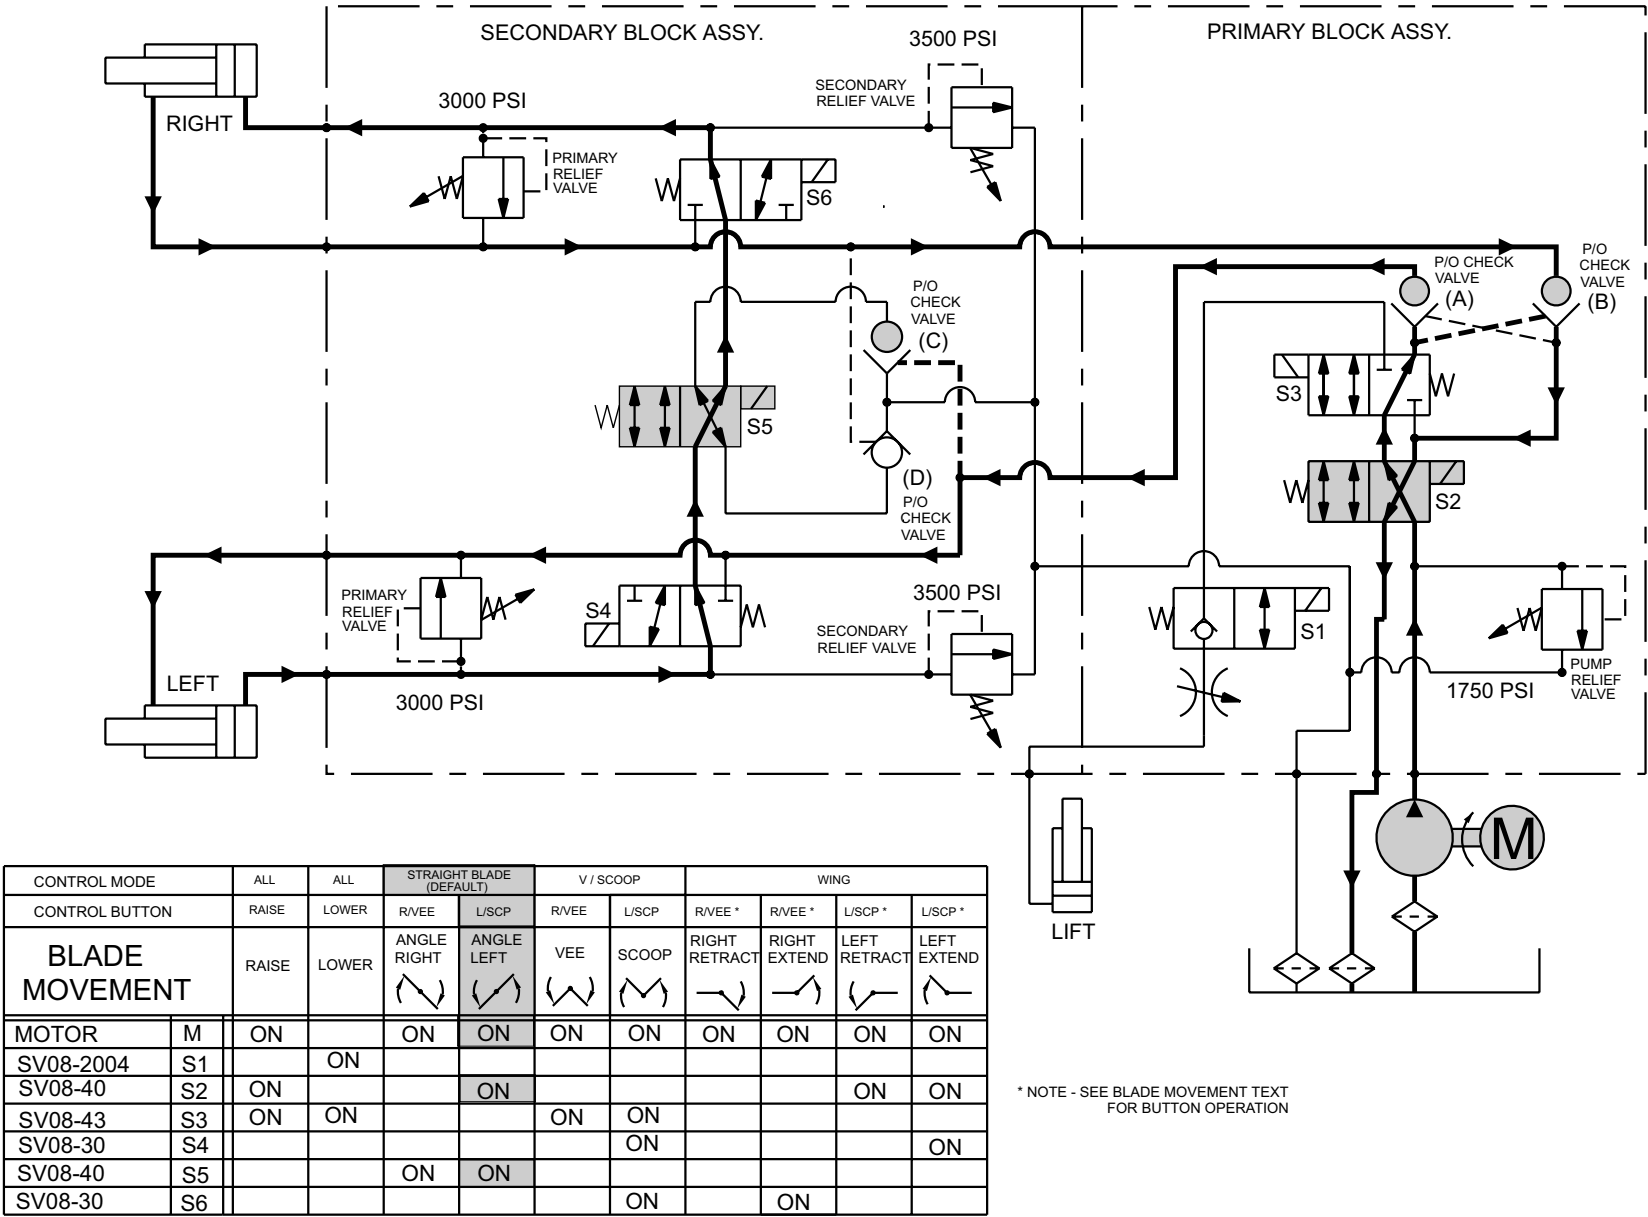 SECONDARY BLOCK ASSY.
3500 PSI
PRIMARY BLOCK ASSY.
SECONDARY
RELIEF VALVE
3000 PSI
RIGHT
PRIMARY
RELIEF
VALVE
S6
P/O
CHECK
VALVE
(B)
P/O CHECK
VALVE
(A)
P/O
CHECK
VALVE
(C)
S3
S5
(D)
P/O
CHECK
VALVE
S2
PRIMARY
RELIEF
VALVE
S4
3500 PSI
SECONDARY
RELIEF VALVE
S1
LEFT
3000 PSI
1750 PSI
PUMP
RELIEF
VALVE
M
LIFT
CONTROL MODE ALL ALL STRAIGHT BLADE (DEFAULT) V / SCOOP WING
CONTROL BUTTON RAISE LOWER R/VEE L/SCP R/VEE L/SCP R/VEE * R/VEE * L/SCP * L/SCP *
BLADE MOVEMENT RAISE LOWER ANGLE RIGHT ANGLE LEFT VEE SCOOP RIGHT RETRACT RIGHT EXTEND LEFT RETRACT LEFT EXTEND
MOTOR M ON ON ON ON ON ON ON ON ON
SV08-2004 S1 ON
SV08-40 S2 ON ON ON ON
SV08-43 S3 ON ON ON ON
SV08-30 S4 ON ON
SV08-40 S5 ON ON
SV08-30 S6 ON ON
* NOTE - SEE BLADE MOVEMENT TEXT
FOR BUTTON OPERATION